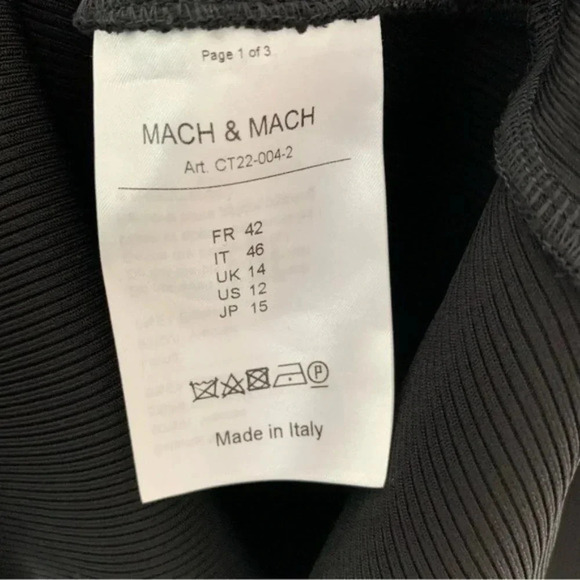 Page 1 of 3
MACH & MACH
Art. CT22-004-2
FR 42
IT 46
UK 14
US 12
JP 15
P
Made in Italy